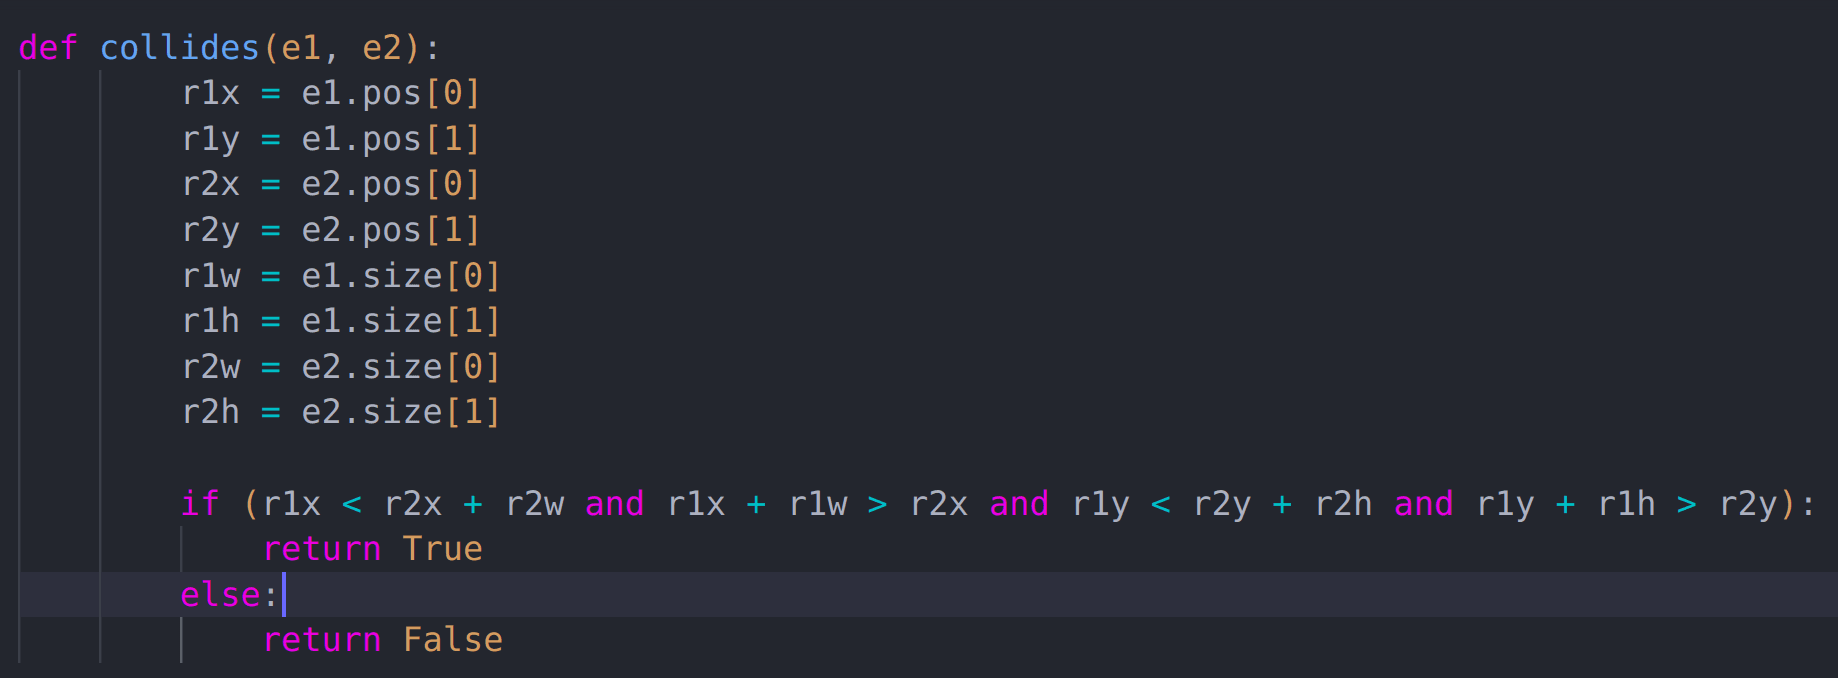 def collides(e1, e2):
        r1x = e1.pos[0]
        r1y = e1.pos[1]
        r2x = e2.pos[0]
        r2y = e2.pos[1]
        r1w = e1.size[0]
        r1h = e1.size[1]
        r2w = e2.size[0]
        r2h = e2.size[1]

        if (r1x < r2x + r2w and r1x + r1w > r2x and r1y < r2y + r2h and r1y + r1h > r2y):
            return True
        else:
            return False